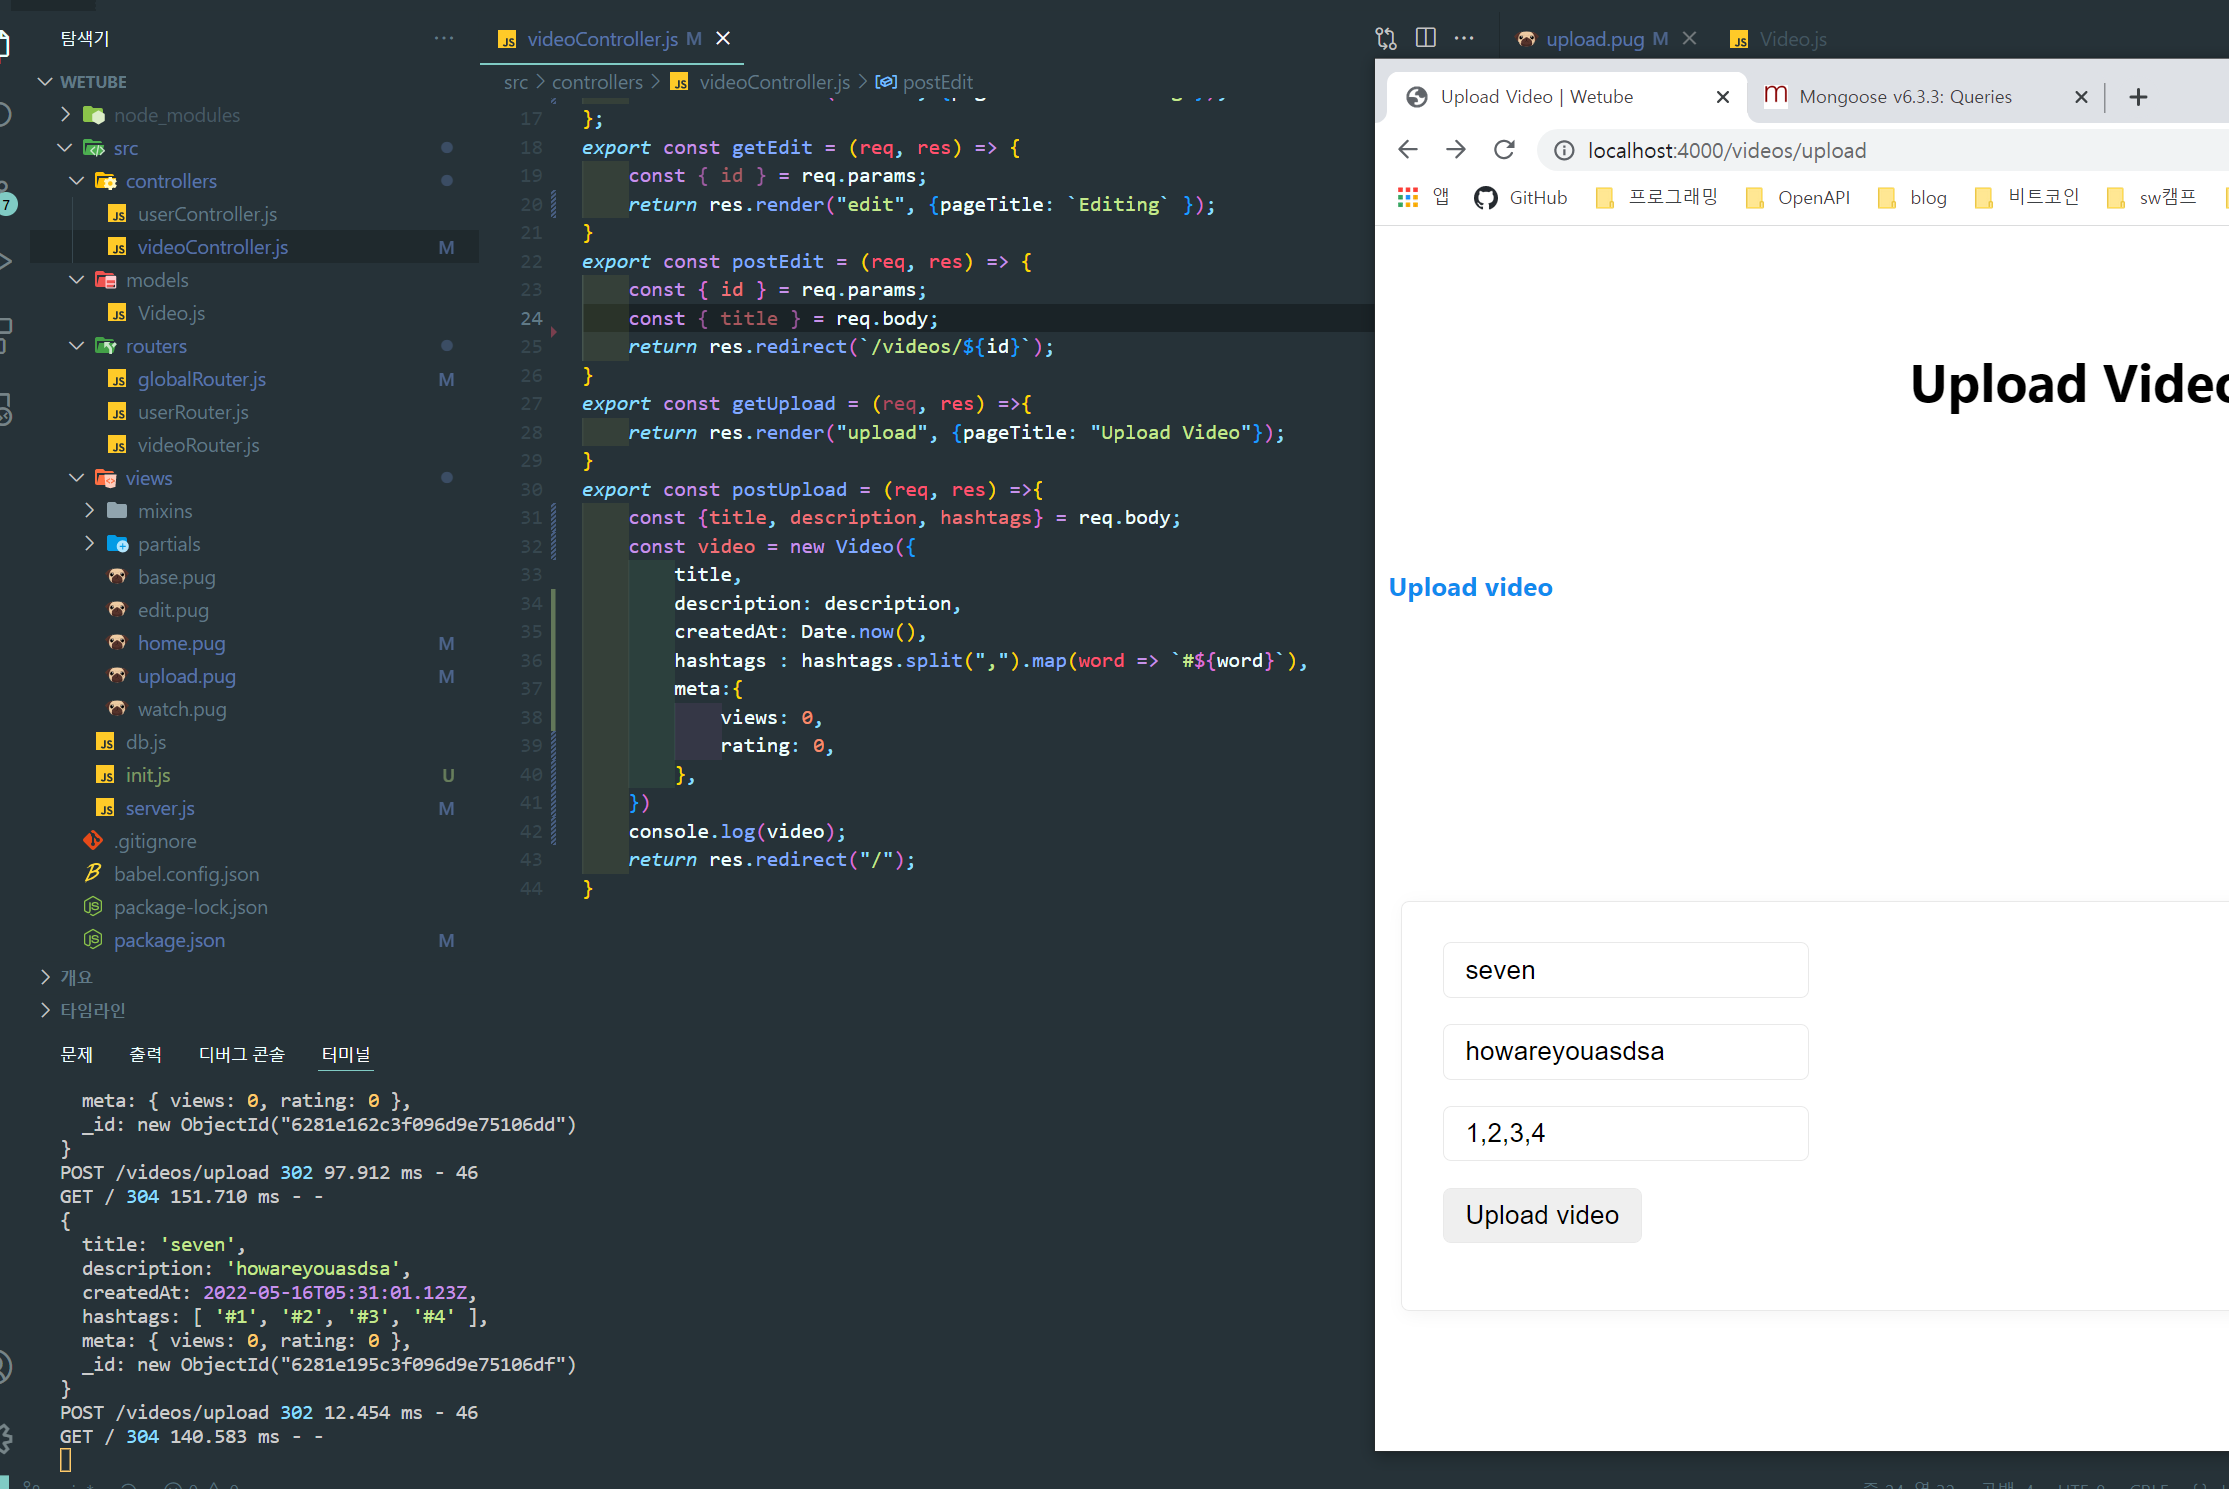 탐색기 ···
WETUBE
node_modules
src
controllers
userController.js
videoController.js M
models
Video.js
routers
globalRouter.js M
userRouter.js
videoRouter.js
views
mixins
partials
base.pug
edit.pug
home.pug M
upload.pug M
watch.pug
db.js
init.js U
server.js M
.gitignore
babel.config.json
package-lock.json
package.json M
개요
타임라인
7
videoController.js M
src > controllers > videoController.js > postEdit
17 };
18 export const getEdit = (req, res) => {
19 const { id } = req.params;
20 return res.render("edit", {pageTitle: `Editing` });
21 }
22 export const postEdit = (req, res) => {
23 const { id } = req.params;
24 const { title } = req.body;
25 return res.redirect(`/videos/${id}`);
26 }
27 export const getUpload = (req, res) =>{
28 return res.render("upload", {pageTitle: "Upload Video"});
29 }
30 export const postUpload = (req, res) =>{
31 const {title, description, hashtags} = req.body;
32 const video = new Video({
33 title,
34 description: description,
35 createdAt: Date.now(),
36 hashtags : hashtags.split(",").map(word => `#${word}`),
37 meta:{
38 views: 0,
39 rating: 0,
40 },
41 })
42 console.log(video);
43 return res.redirect("/");
44 }
문제 출력 디버그 콘솔 터미널
meta: { views: 0, rating: 0 },
_id: new ObjectId("6281e162c3f096d9e75106dd")
}
POST /videos/upload 302 97.912 ms - 46
GET / 304 151.710 ms - -
{
title: 'seven',
description: 'howareyouasdsa',
createdAt: 2022-05-16T05:31:01.123Z,
hashtags: [ '#1', '#2', '#3', '#4' ],
meta: { views: 0, rating: 0 },
_id: new ObjectId("6281e195c3f096d9e75106df")
}
POST /videos/upload 302 12.454 ms - 46
GET / 304 140.583 ms - -
upload.pug M Video.js
Upload Video | Wetube Mongoose v6.3.3: Queries
localhost:4000/videos/upload
앱 GitHub 프로그래밍 OpenAPI blog 비트코인 sw캠프
Upload Video
Upload video
seven
howareyouasdsa
1,2,3,4
Upload video